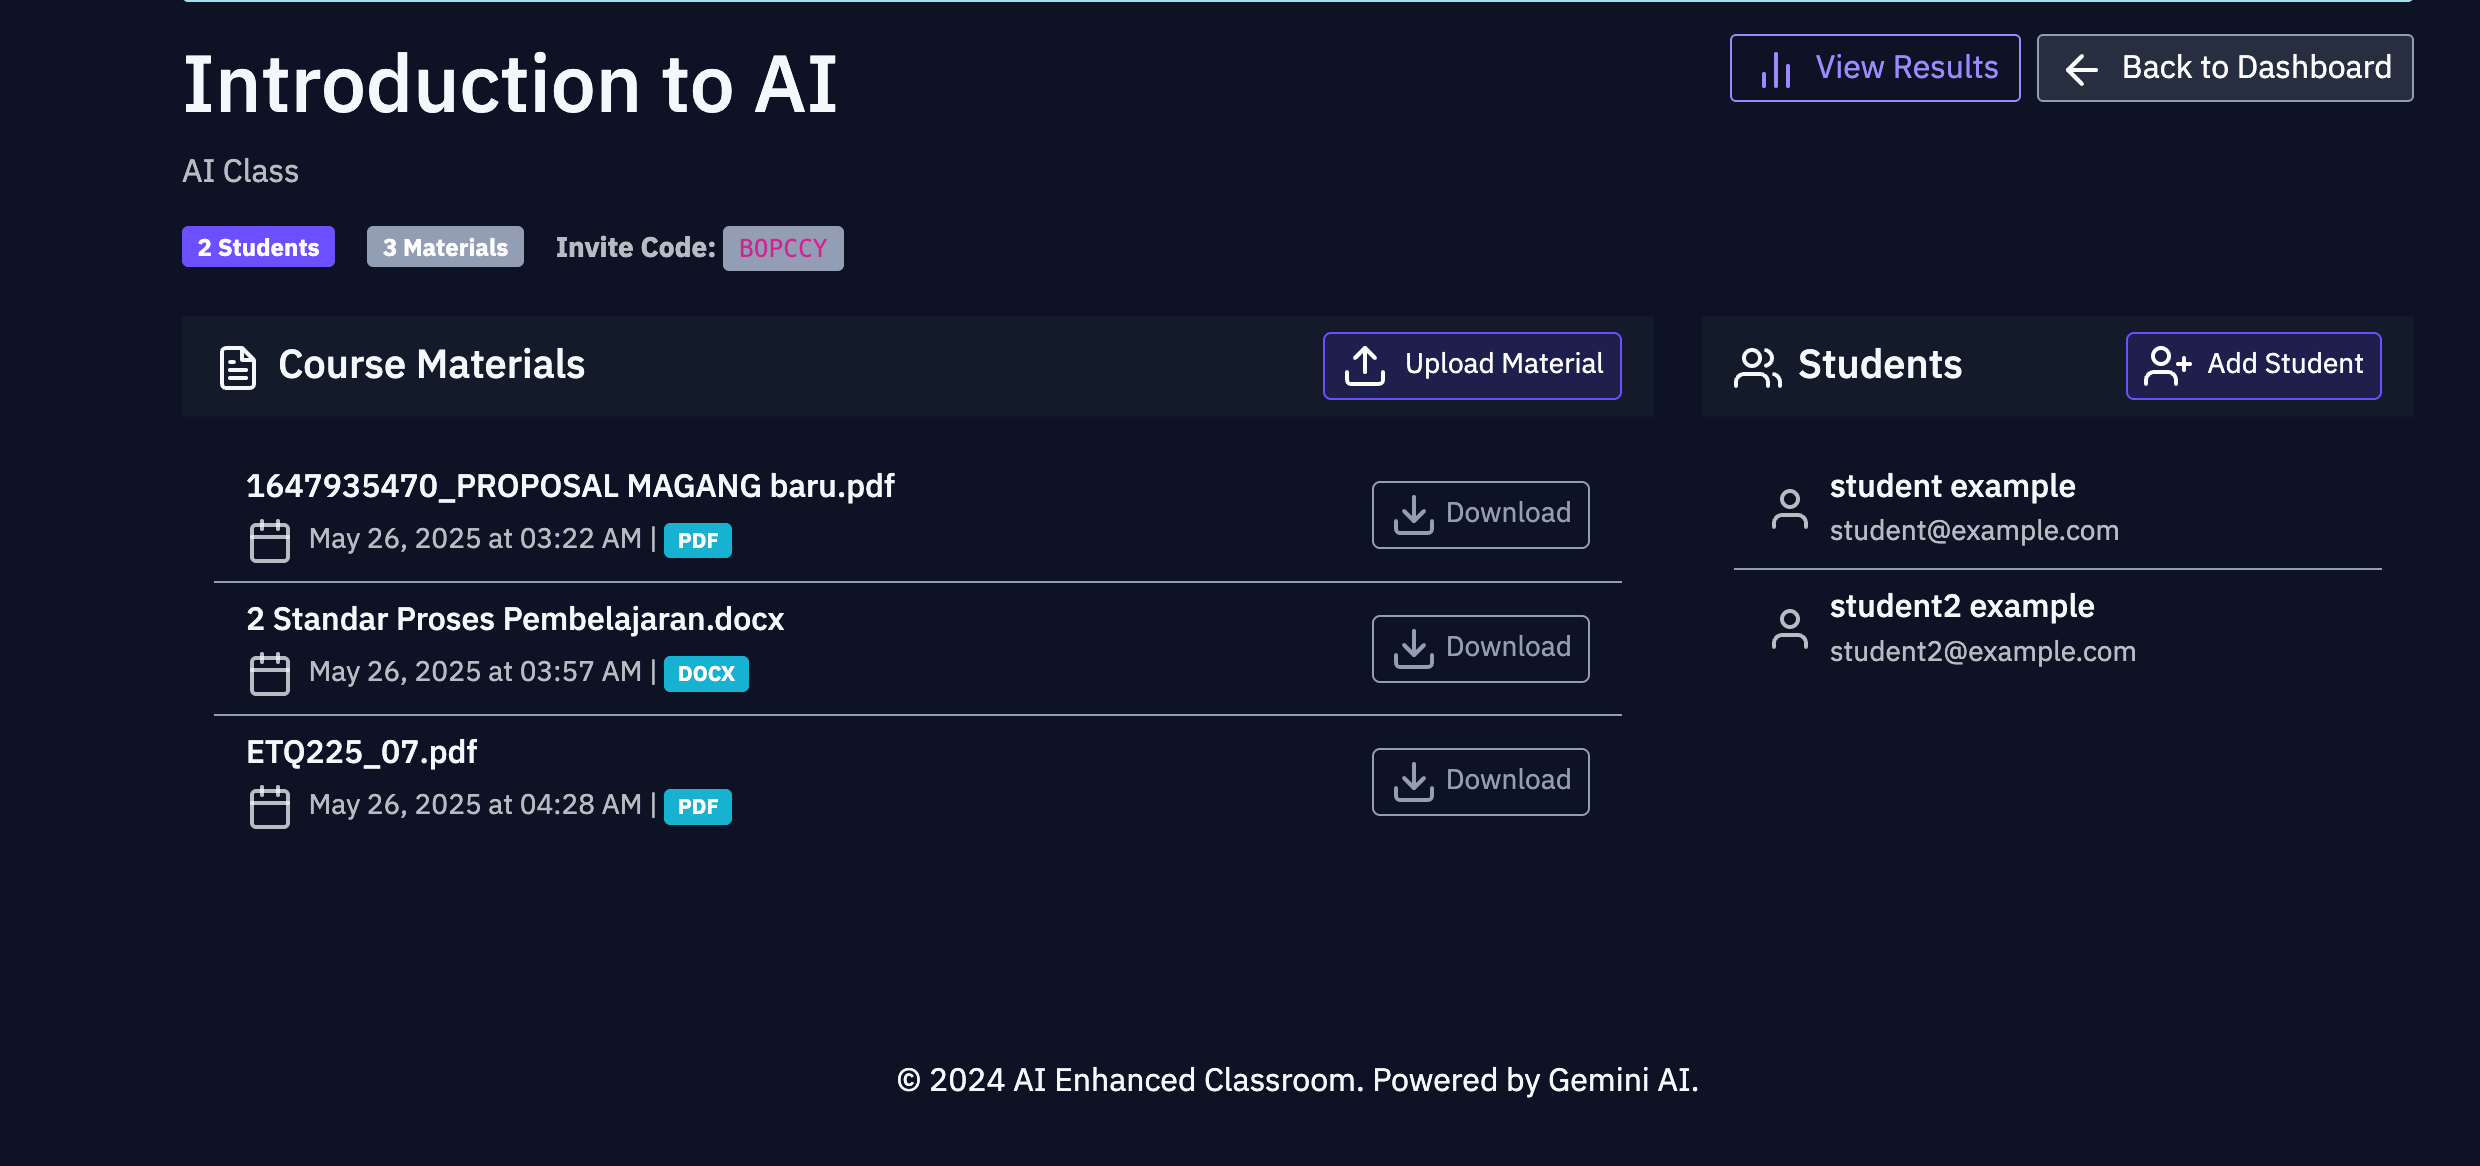 Introduction to AI
View Results
Back to Dashboard
AI Class
2 Students
3 Materials
Invite Code: B0PCCY
Course Materials
Upload Material
1647935470_PROPOSAL MAGANG baru.pdf
May 26, 2025 at 03:22 AM | PDF
Download
2 Standar Proses Pembelajaran.docx
May 26, 2025 at 03:57 AM | DOCX
Download
ETQ225_07.pdf
May 26, 2025 at 04:28 AM | PDF
Download
Students
Add Student
student example
student@example.com
student2 example
student2@example.com
© 2024 AI Enhanced Classroom. Powered by Gemini AI.